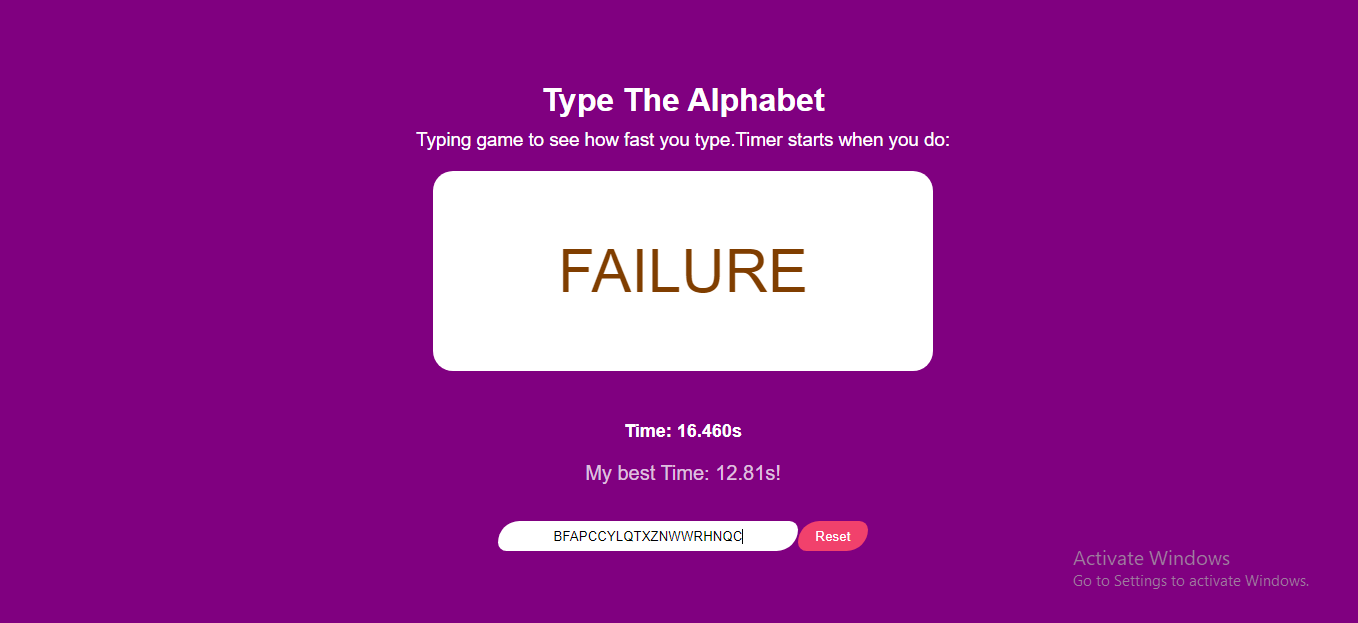 Type The Alphabet
Typing game to see how fast you type.Timer starts when you do:
FAILURE
Time: 16.460s
My best Time: 12.81s!
BFAPCCYLQTXZNWWRHNQC
Reset
Activate Windows
Go to Settings to activate Windows.